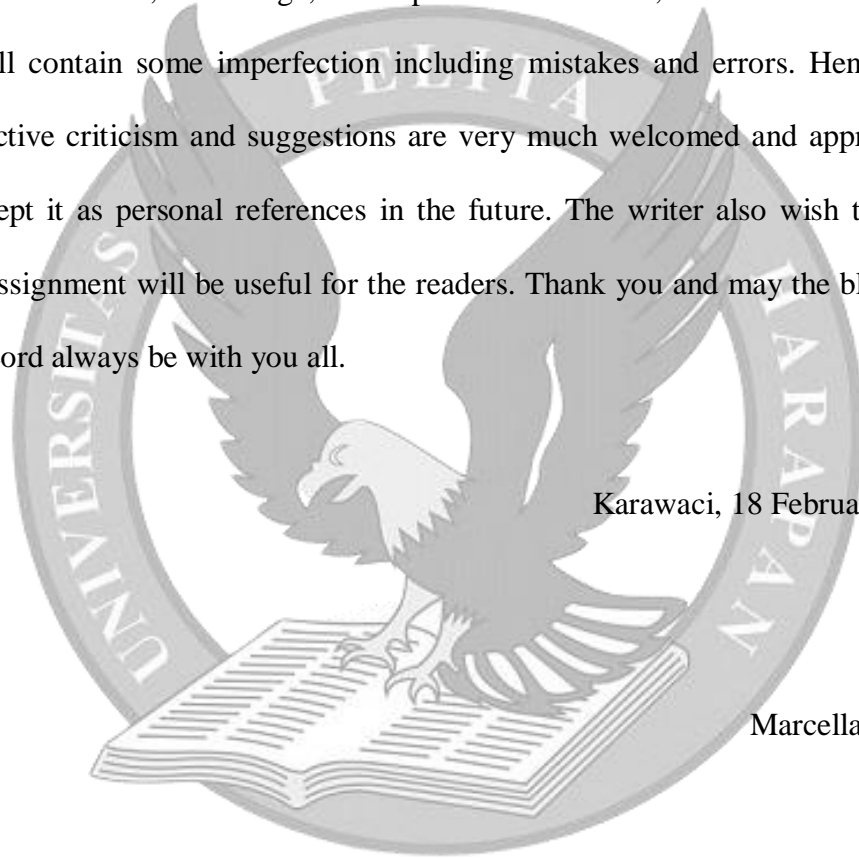 ll contain some imperfection including mistakes and errors. Hen
ctive criticism and suggestions are very much welcomed and appr
ept it as personal references in the future. The writer also wish t
ssignment will be useful for the readers. Thank you and may the bl
ord always be with you all.
Karawaci, 18 Februa
Marcella
UNIVERSITAS PELITA HARAPAN